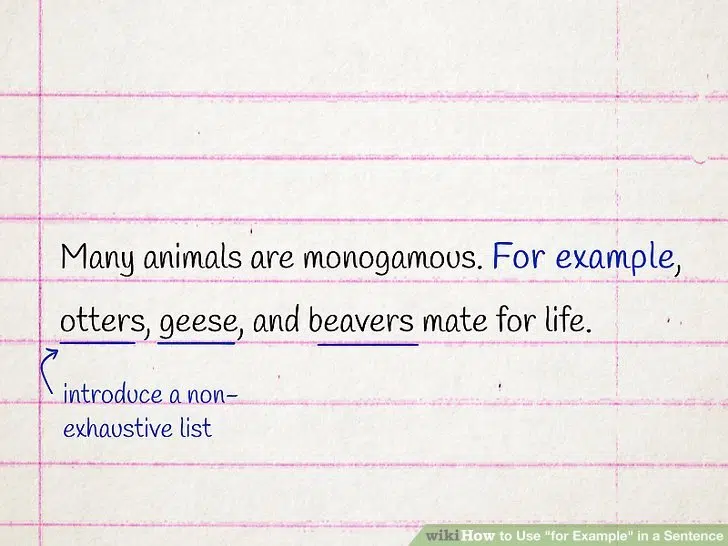 Many animals are monogamous. For example,
otters, geese, and beavers mate for life.
introduce a non-
exhaustive list
wikiHow to Use "for Example" in a Sentence